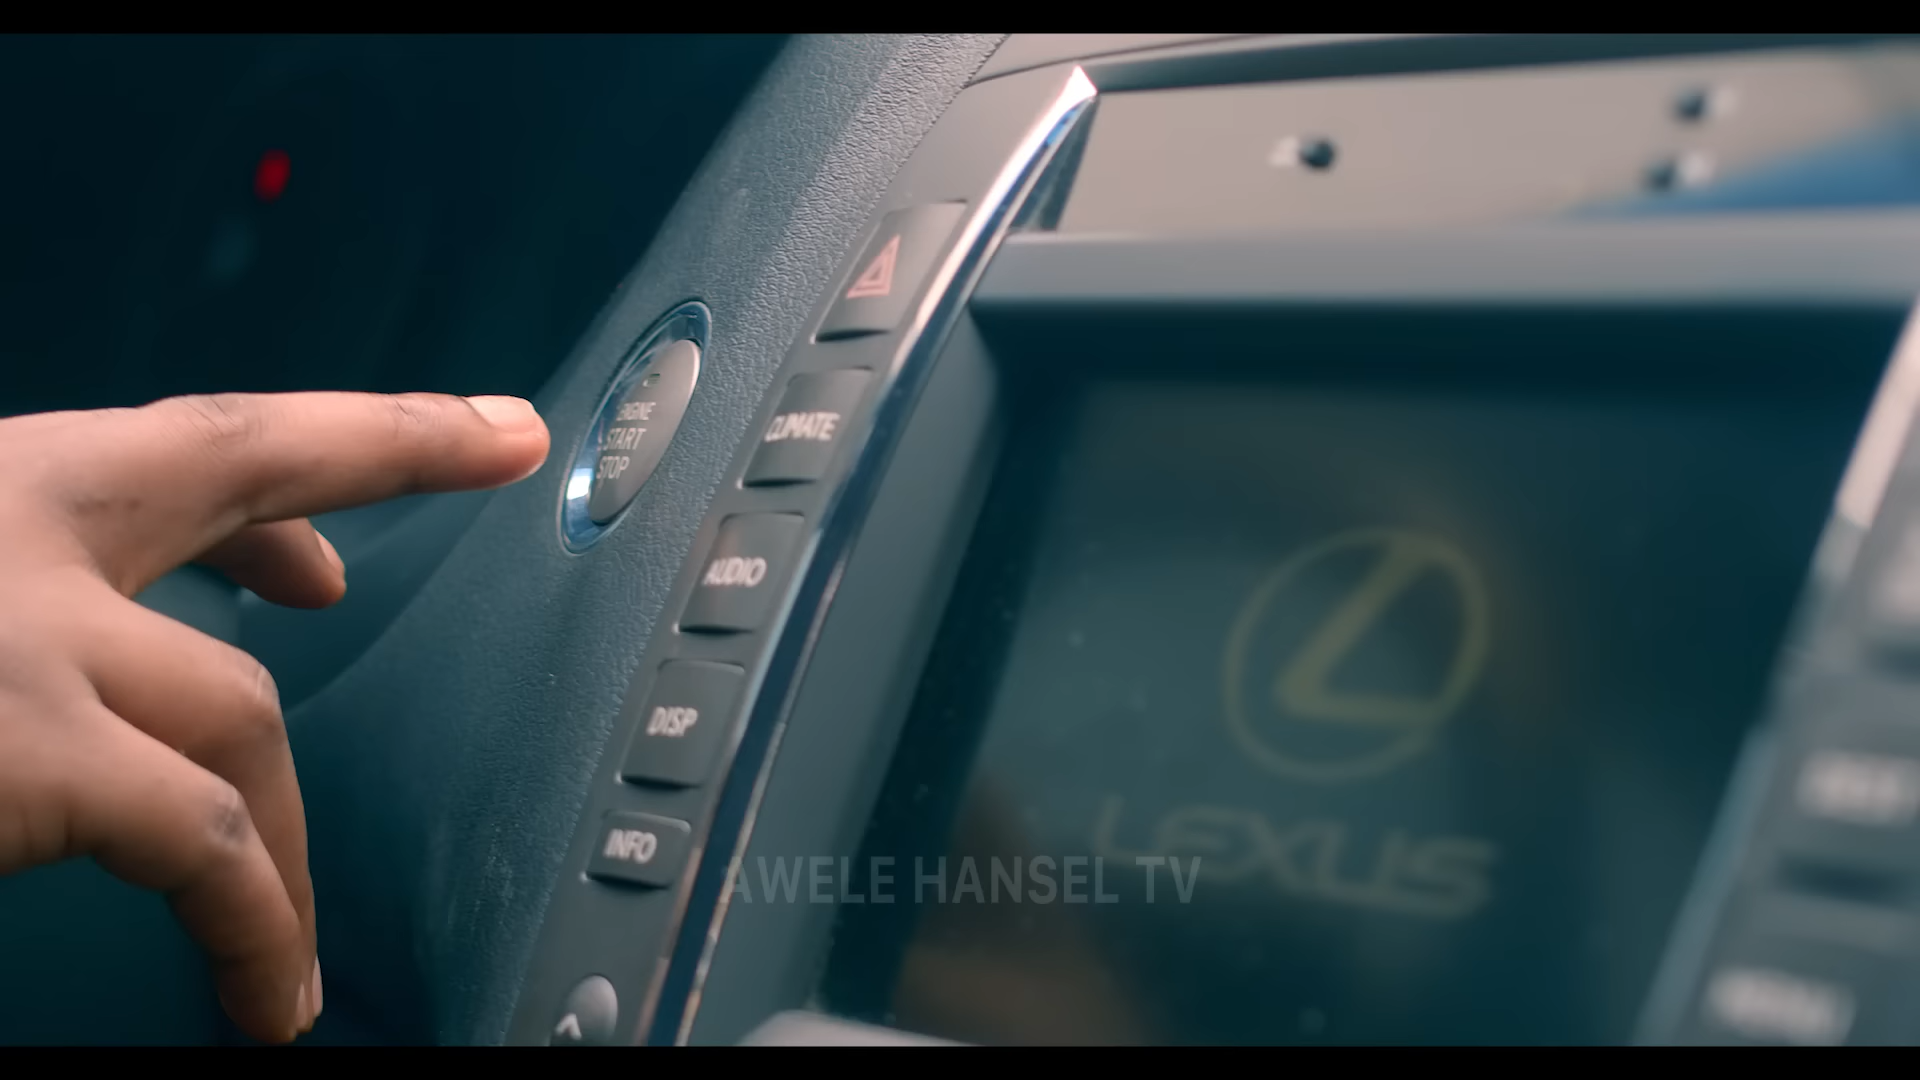 ENGINE
START
STOP
CLIMATE
AUDIO
DISP
INFO
LEXUS
AWELE HANSEL TV